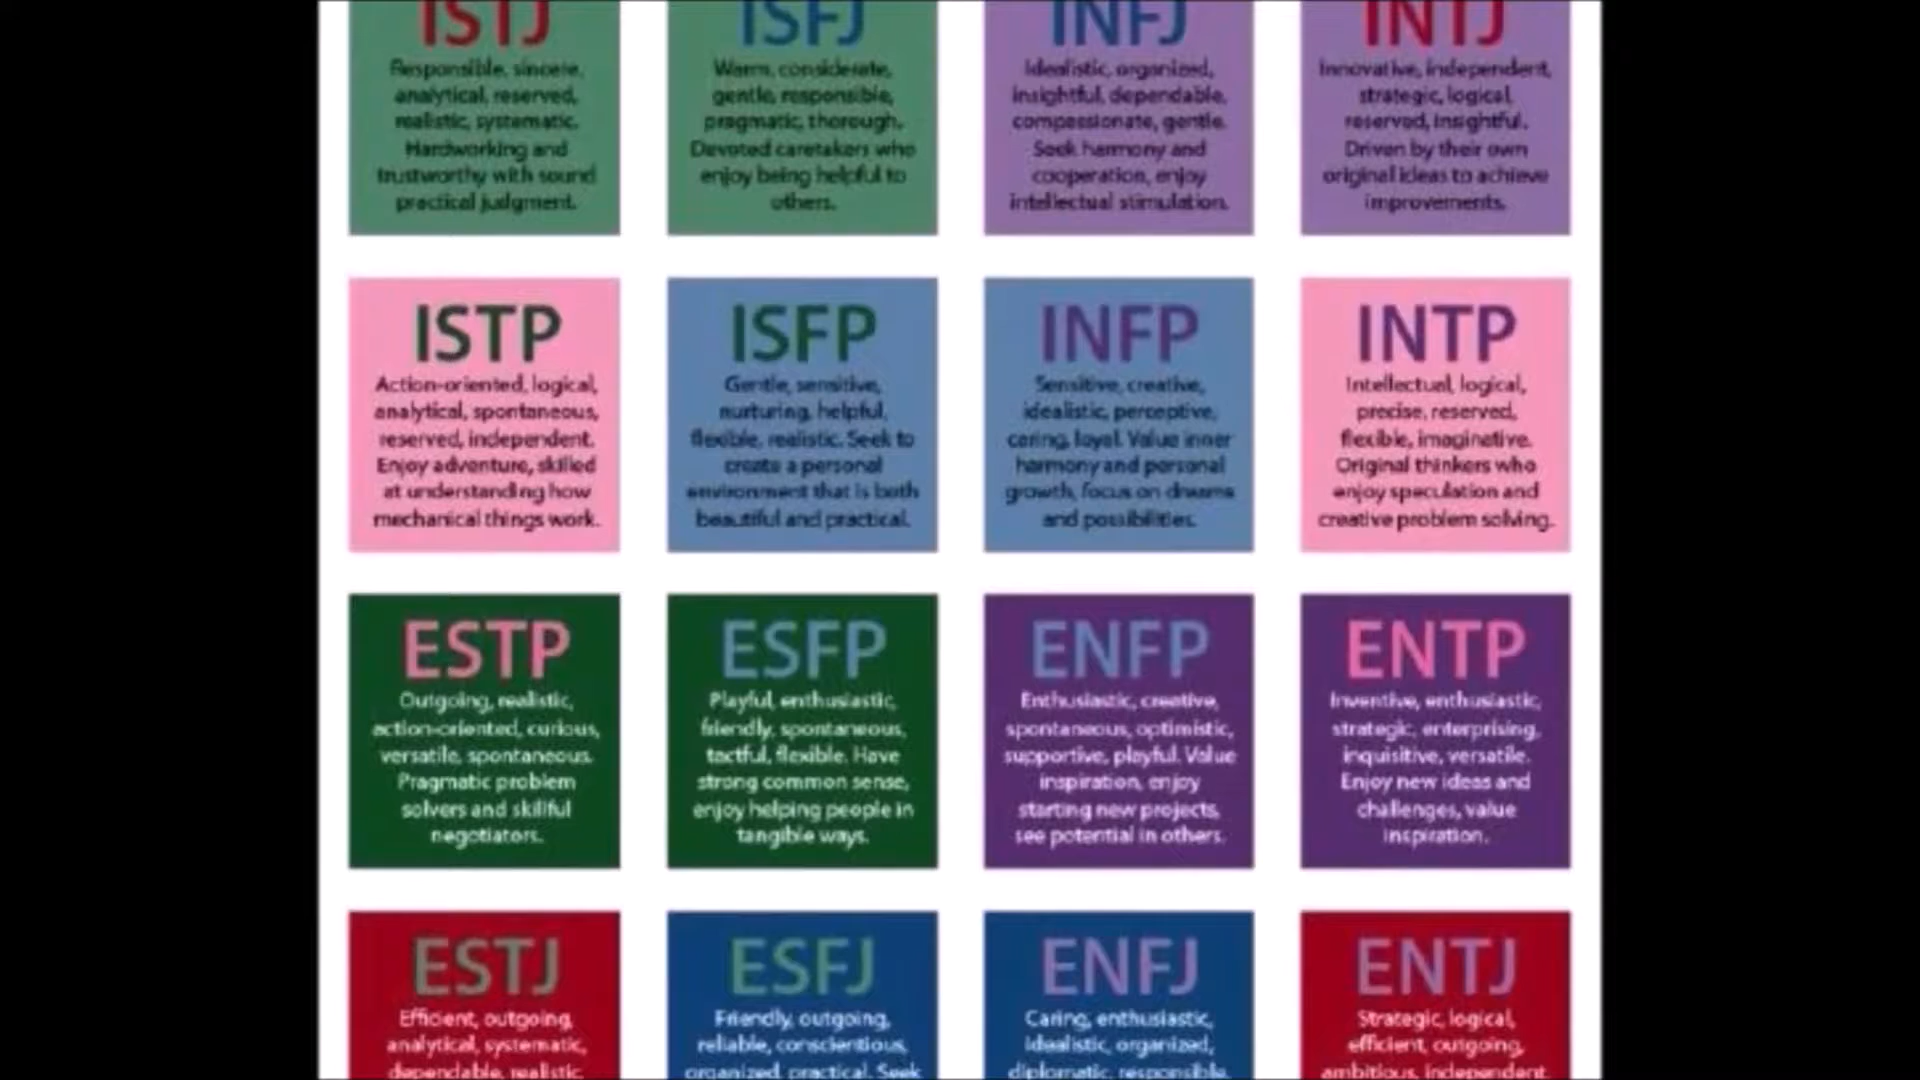 ISTJ
Responsible, sincere,
analytical, reserved,
realistic, systematic.
Hardworking and
trustworthy with sound
practical judgment.
ISFJ
Warm, considerate,
gentle, responsible,
pragmatic, thorough.
Devoted caretakers who
enjoy being helpful to
others.
INFJ
Idealistic, organized,
insightful, dependable,
compassionate, gentle.
Seek harmony and
cooperation, enjoy
intellectual stimulation.
INTJ
Innovative, independent,
strategic, logical,
reserved, insightful.
Driven by their own
original ideas to achieve
improvements.
ISTP
Action-oriented, logical,
analytical, spontaneous,
reserved, independent.
Enjoy adventure, skilled
at understanding how
mechanical things work.
ISFP
Gentle, sensitive,
nurturing, helpful,
flexible, realistic. Seek to
create a personal
environment that is both
beautiful and practical.
INFP
Sensitive, creative,
idealistic, perceptive,
caring, loyal. Value inner
harmony and personal
growth, focus on dreams
and possibilities.
INTP
Intellectual, logical,
precise, reserved,
flexible, imaginative.
Original thinkers who
enjoy speculation and
creative problem solving.
ESTP
Outgoing, realistic,
action-oriented, curious,
versatile, spontaneous.
Pragmatic problem
solvers and skillful
negotiators.
ESFP
Playful, enthusiastic,
friendly, spontaneous,
tactful, flexible. Have
strong common sense,
enjoy helping people in
tangible ways.
ENFP
Enthusiastic, creative,
spontaneous, optimistic,
supportive, playful. Value
inspiration, enjoy
starting new projects,
see potential in others.
ENTP
Inventive, enthusiastic,
strategic, enterprising,
inquisitive, versatile.
Enjoy new ideas and
challenges, value
inspiration.
ESTJ
Efficient, outgoing,
analytical, systematic,
dependable, realistic.
ESFJ
Friendly, outgoing,
reliable, conscientious,
organized, practical. Seek
ENFJ
Caring, enthusiastic,
idealistic, organized,
diplomatic, responsible.
ENTJ
Strategic, logical,
efficient, outgoing,
ambitious, independent.